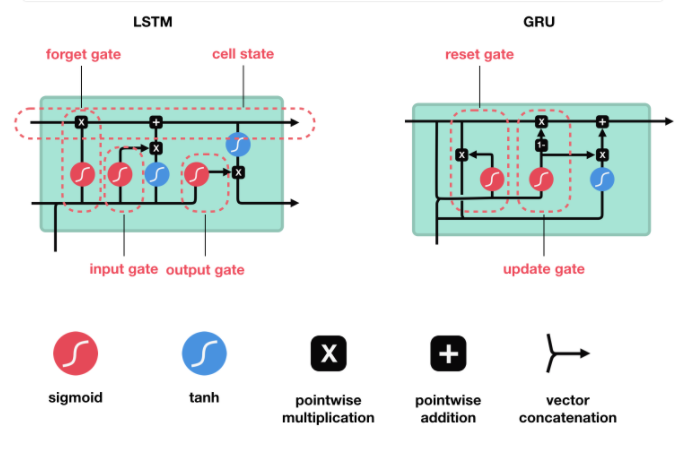 LSTM
GRU
forget gate
cell state
reset gate
X
+
X
X
X
+
1-
X
X
input gate
output gate
update gate
X
+
sigmoid
tanh
pointwise
multiplication
pointwise
addition
vector
concatenation